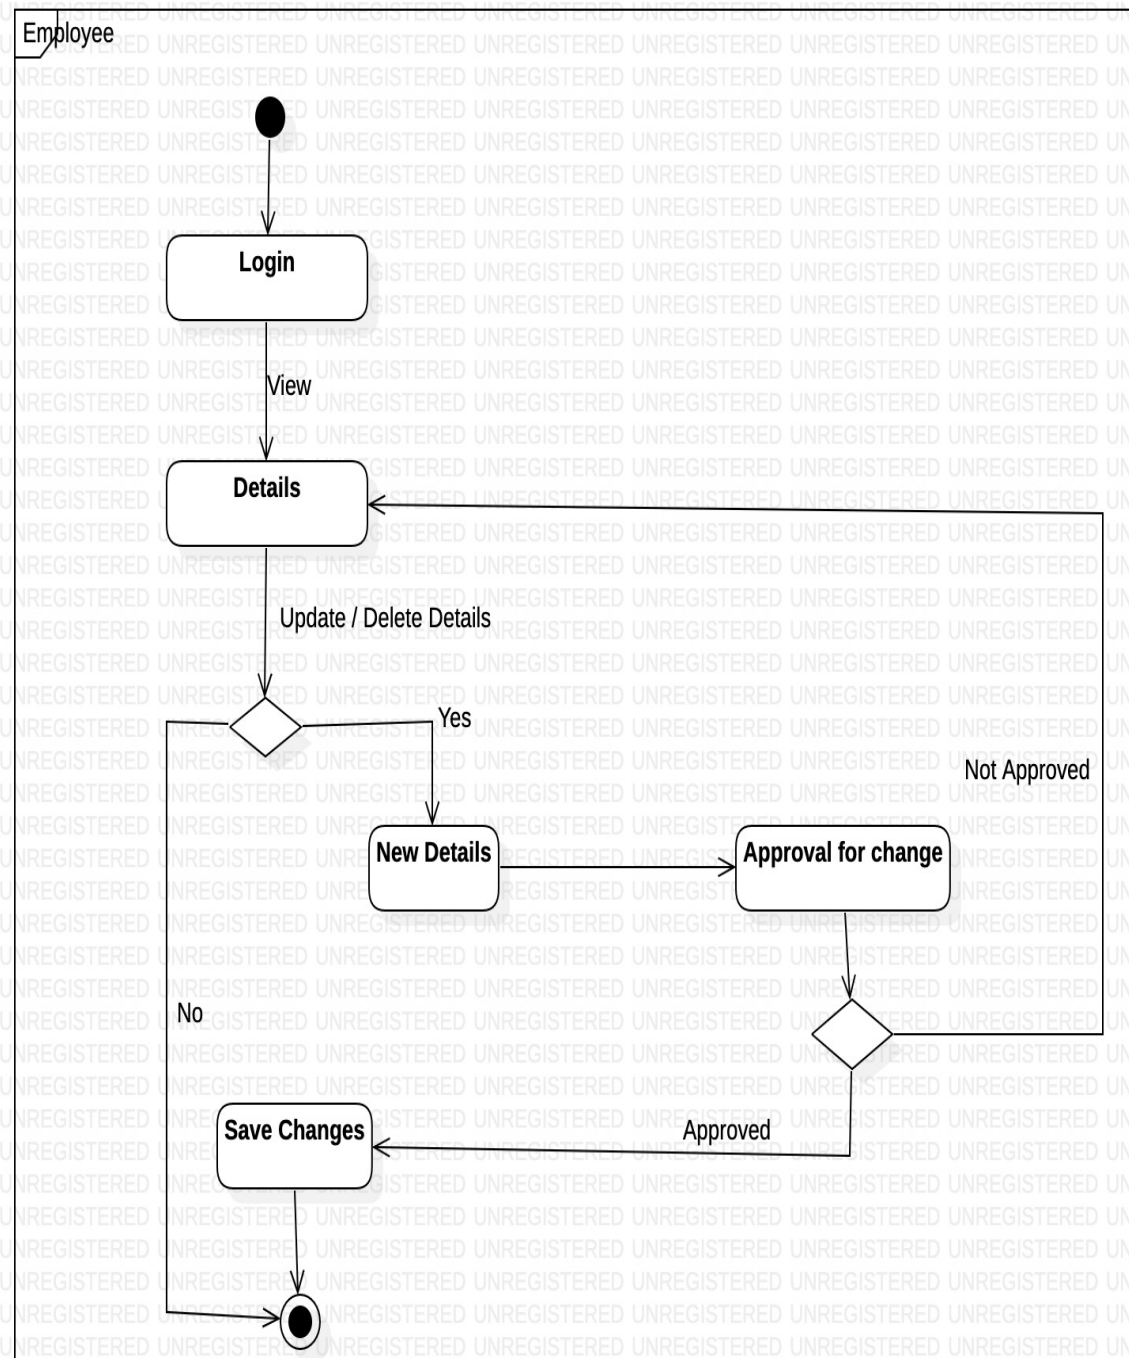 Employee
Login
View
Details
Update / Delete Details
Yes
Not Approved
New Details
Approval for change
No
Save Changes
Approved